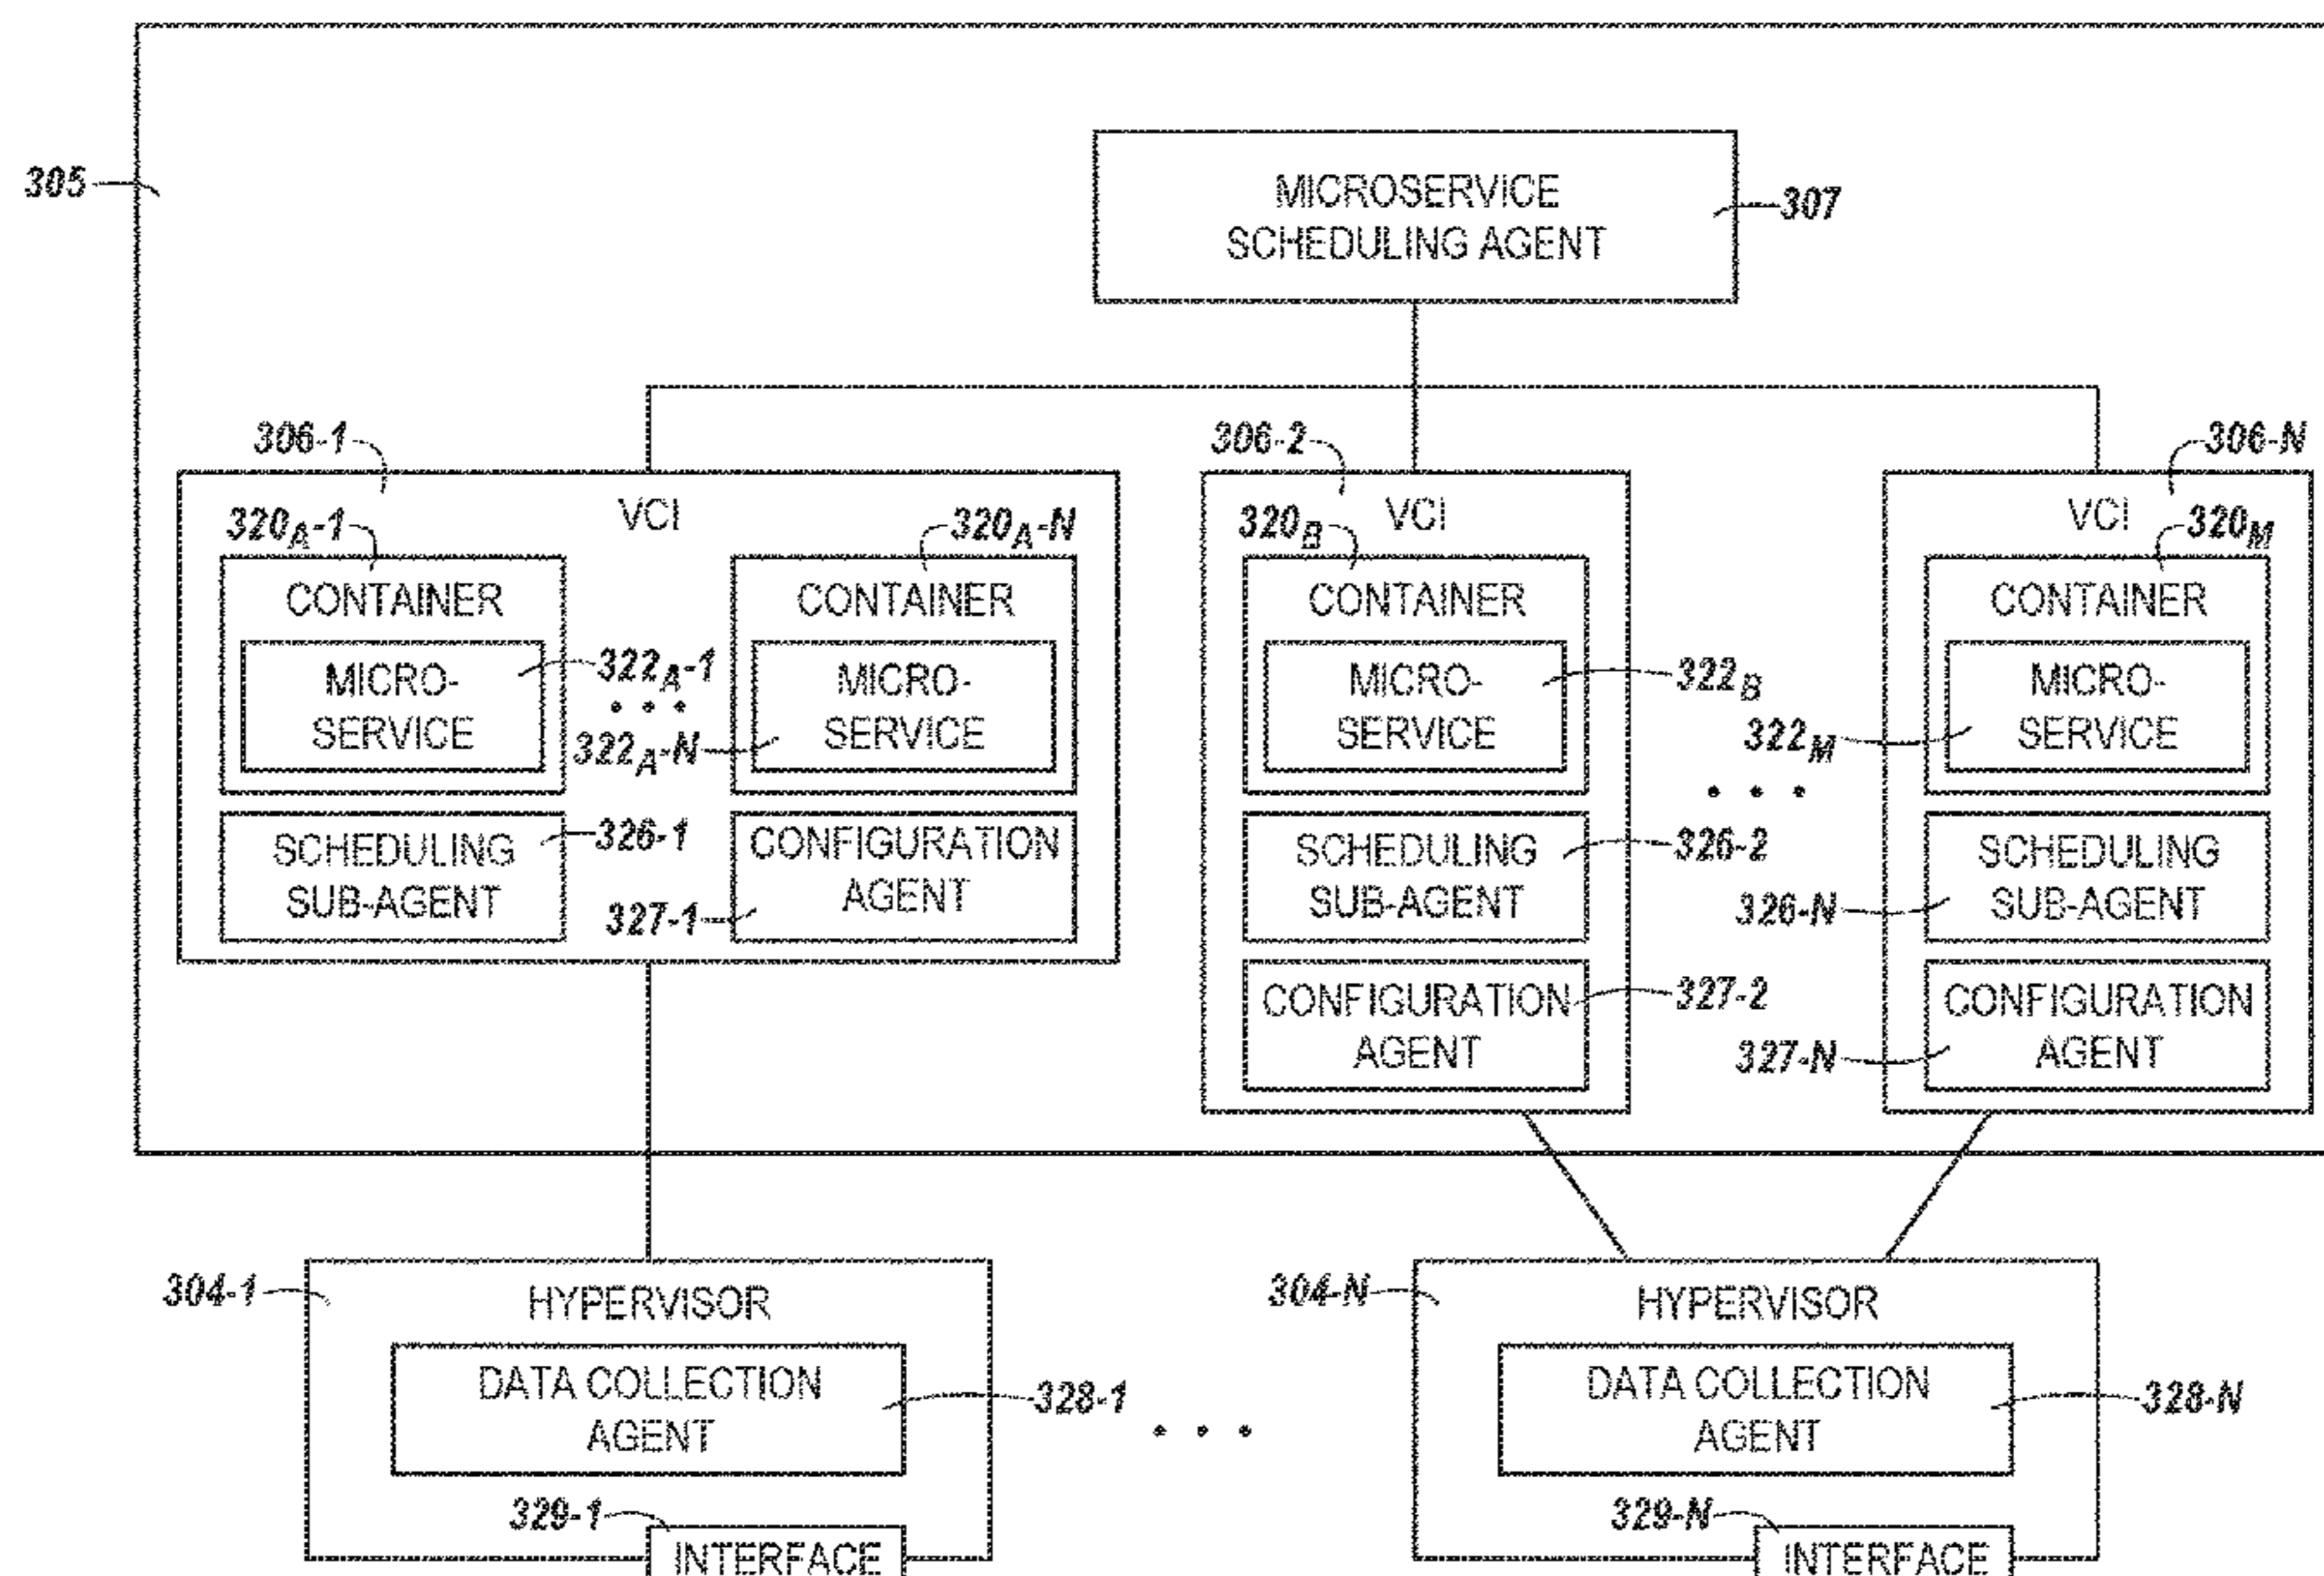 305
MICROSERVICE
SCHEDULING AGENT
307
306-1
306-2
306-N
VCI
VCI
VCI
320A-1
320A-N
320B
320M
CONTAINER
CONTAINER
CONTAINER
CONTAINER
MICRO-
SERVICE
322A-1
• • •
322A-N
MICRO-
SERVICE
MICRO-
SERVICE
322B
322M
MICRO-
SERVICE
• • •
SCHEDULING
SUB-AGENT
326-1
327-1
CONFIGURATION
AGENT
SCHEDULING
SUB-AGENT
326-2
326-N
SCHEDULING
SUB-AGENT
CONFIGURATION
AGENT
327-2
327-N
CONFIGURATION
AGENT
304-1
HYPERVISOR
DATA COLLECTION
AGENT
328-1
329-1
INTERFACE
• • •
304-N
HYPERVISOR
DATA COLLECTION
AGENT
328-N
329-N
INTERFACE